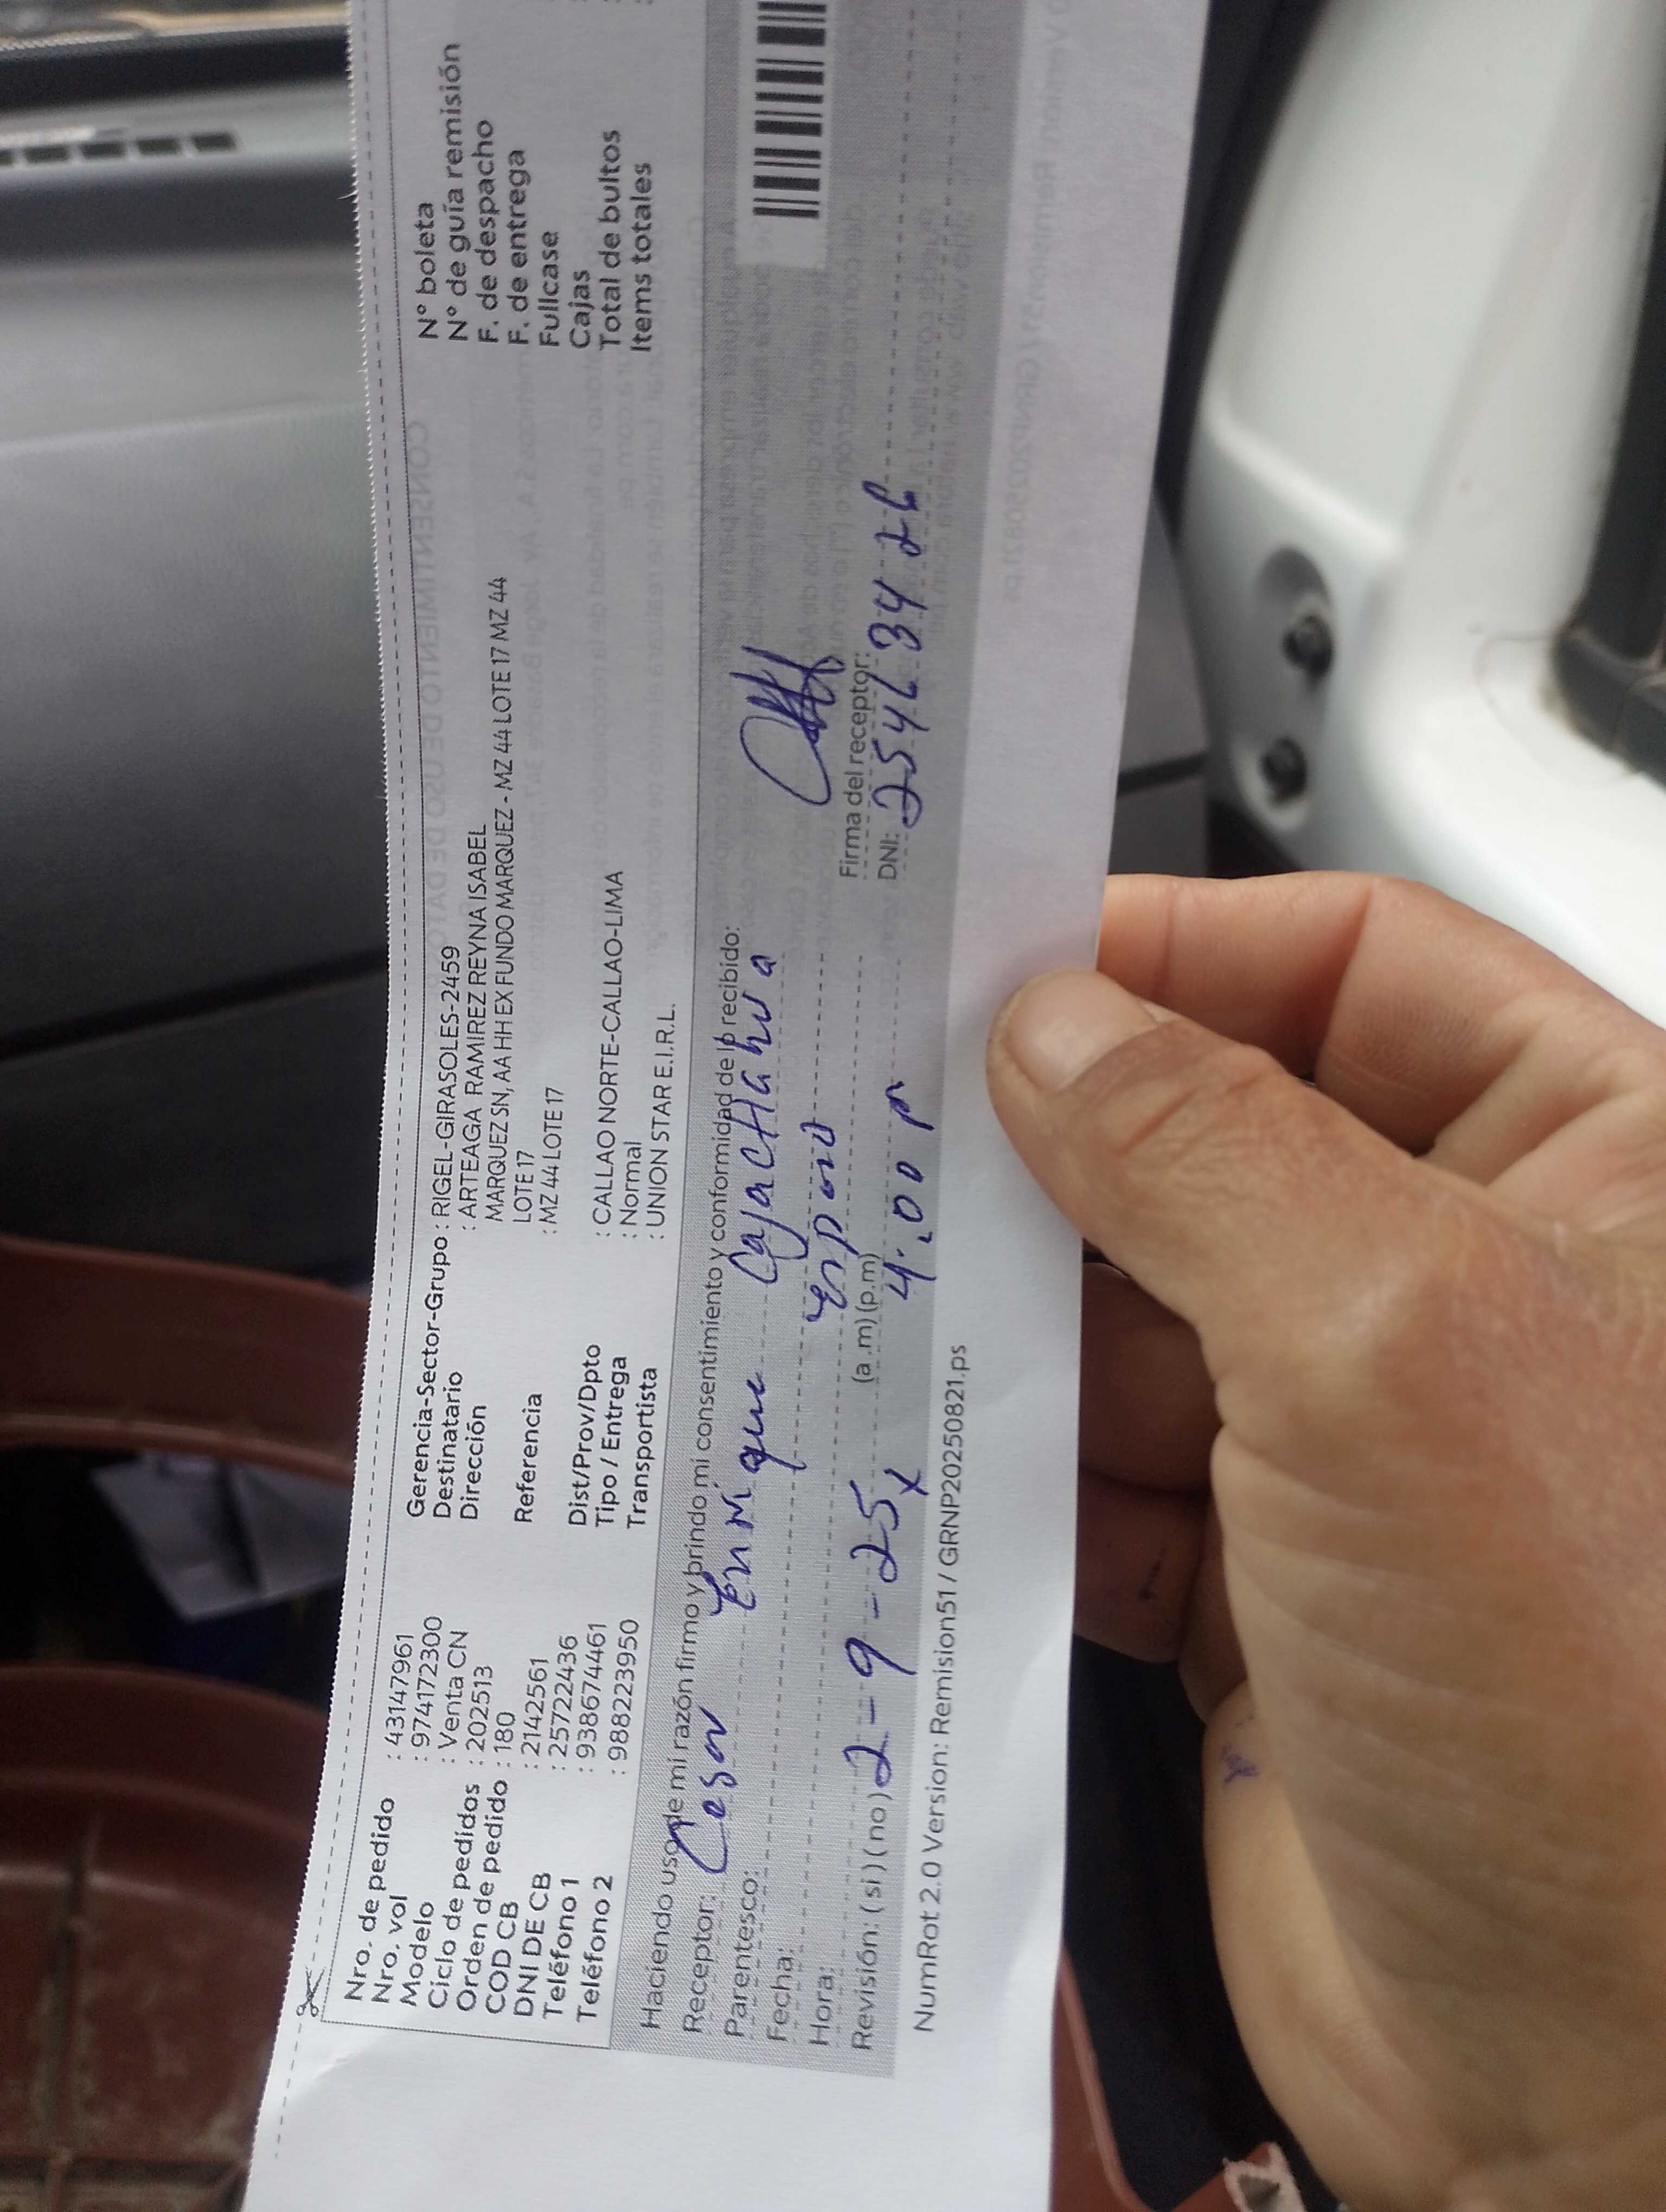 Nro. de pedido : 43147961
Nro. vol : 97417230​0
Modelo : Venta CN
Ciclo de pedidos : 202513
Orden de pedido : 180
COD CB : 2142561
DNI DE CB : 25722436
Teléfono 1 : 938674461
Teléfono 2 : 988223950
Gerencia-Sector-Grupo : RIGEL-GIRASOLES-2459
Destinatario : ARTEAGA RAMIREZ REYNA ISABEL
Dirección MARQUEZ SN, AA HH EX FUNDO MARQUEZ - MZ 44 LOTE 17 MZ 44
LOTE 17
Referencia : MZ 44 LOTE 17
Dist/Prov/Dpto : CALLAO NORTE-CALLAO-LIMA
Tipo / Entrega : Normal
Transportista : UNION STAR E.I.R.L.
N° boleta
N° de guía remisión
F. de despacho
F. de entrega
Fullcase
Cajas
Total de bultos
Items totales
Haciendo uso de mi razón firmo y brindo mi consentimiento y conformidad de lo recibido:
Receptor: Cesar Enrique
Parentesco:
Fecha:
Hora: (a.m)(p.m)
2-9-25
4:00 p
Revisión: (si)(no)
Firma del receptor:
DNI:
NumRot 2.0 Version: Remision51 / GRNP20250821.ps